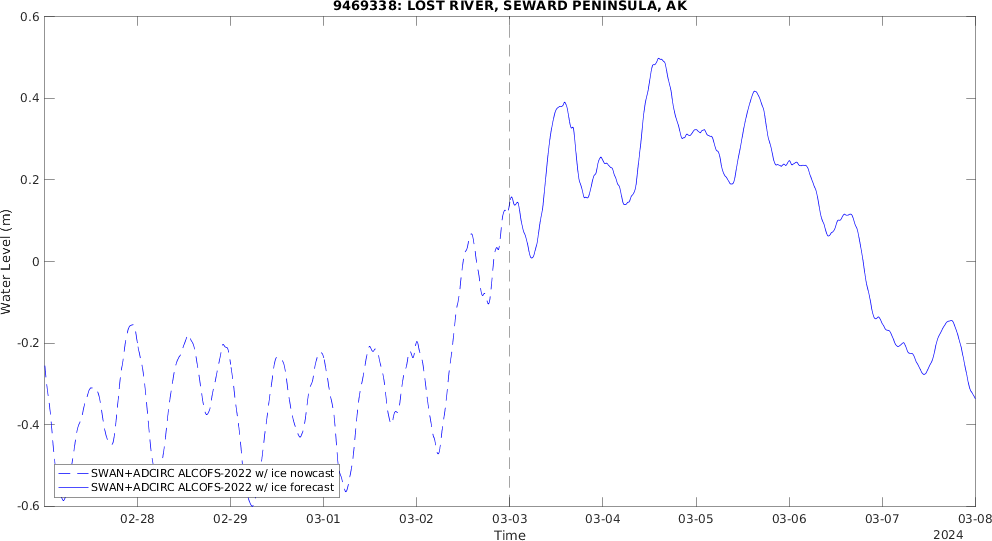 9469338: LOST RIVER, SEWARD PENINSULA, AK
0.6
0.4
0.2
0
-0.2
-0.4
-0.6
Water Level (m)
SWAN+ADCIRC ALCOFS-2022 w/ ice nowcast
SWAN+ADCIRC ALCOFS-2022 w/ ice forecast
02-28 02-29 03-01 03-02 03-03 03-04 03-05 03-06 03-07 03-08
Time
2024